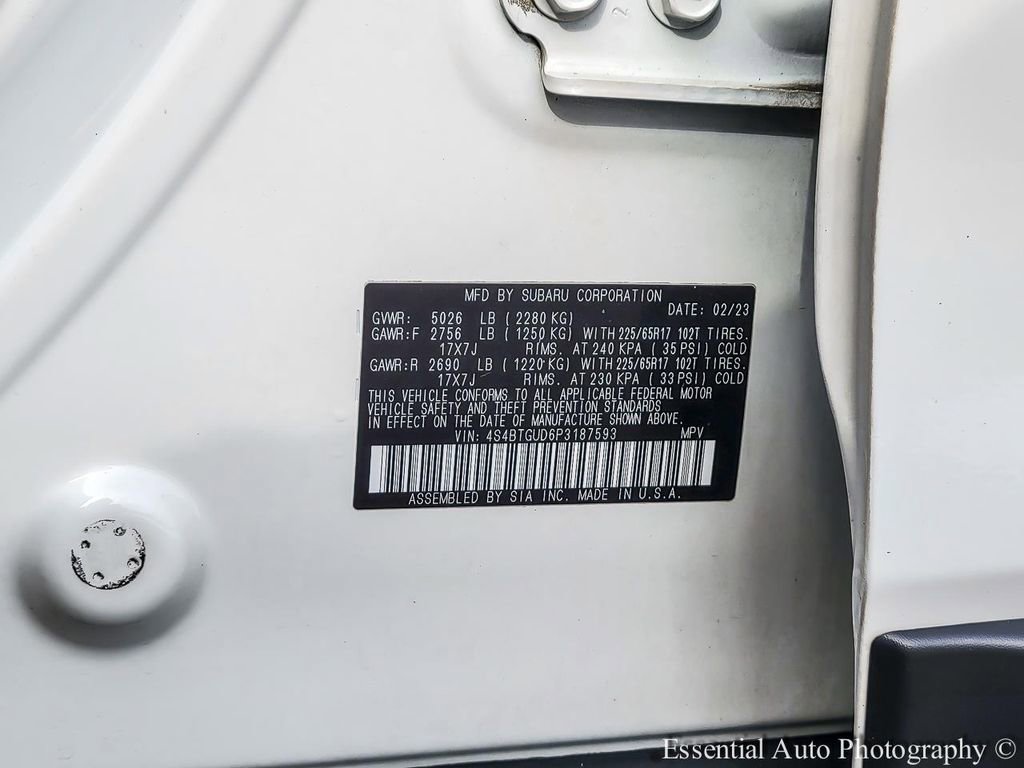 2
MFD BY SUBARU CORPORATION
DATE: 02/23
GVWR: 5026 LB ( 2280 KG)
GAWR:F 2756 LB ( 1250 KG) WITH 225/65R17 102T TIRES.
17X7J RIMS. AT 240 KPA ( 35 PSI) COLD
GAWR:R 2690 LB ( 1220 KG) WITH 225/65R17 102T TIRES.
17X7J RIMS. AT 230 KPA ( 33 PSI) COLD
THIS VEHICLE CONFORMS TO ALL APPLICABLE FEDERAL MOTOR
VEHICLE SAFETY AND THEFT PREVENTION STANDARDS
IN EFFECT ON THE DATE OF MANUFACTURE SHOWN ABOVE.
VIN: 4S4BTGUD6P3187593 MPV
ASSEMBLED BY SIA INC. MADE IN U.S.A.
Essential Auto Photography ©